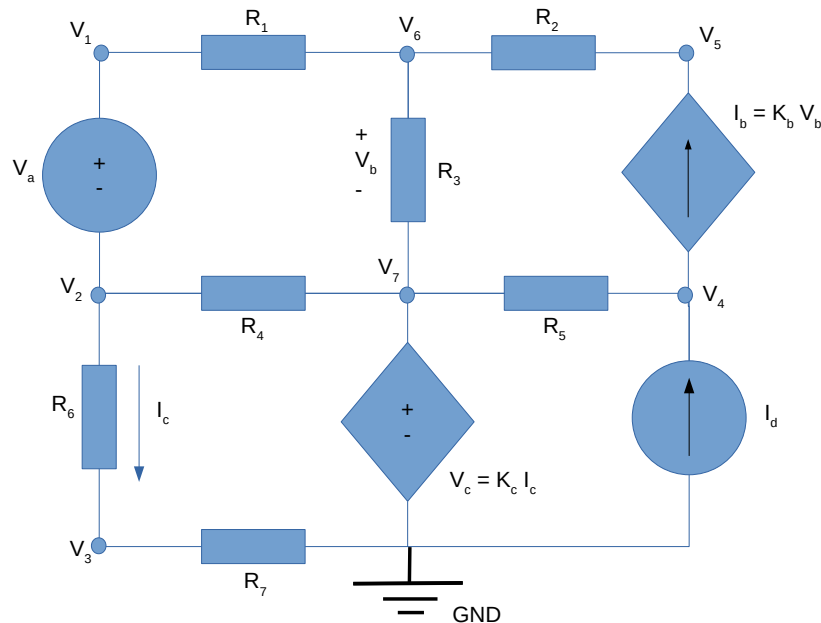 V1
R1
V6
R2
V5
Va
+
-
+
Vb
-
R3
Ib = Kb Vb
V2
R4
V7
R5
V4
R6
Ic
+
-
Vc = Kc Ic
Id
V3
R7
GND